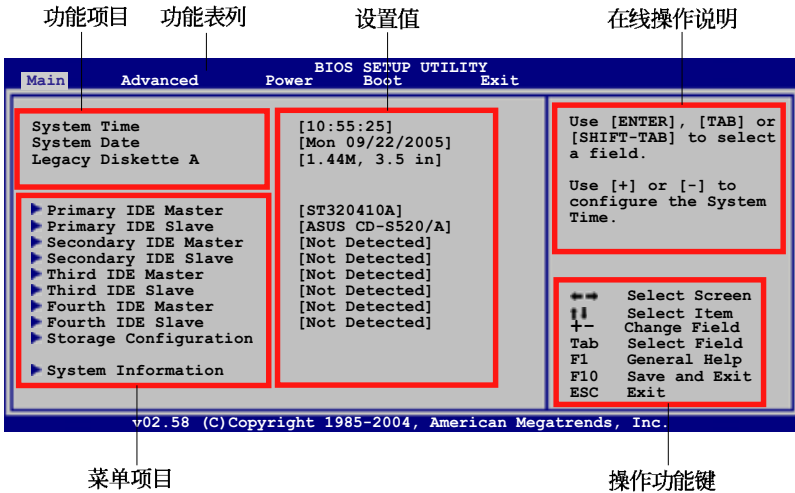 功能项目 功能表列 设置值 在线操作说明
BIOS SETUP UTILITY
Main Advanced Power Boot Exit
System Time [10:55:25]
System Date [Mon 09/22/2005]
Legacy Diskette A [1.44M, 3.5 in]
Primary IDE Master [ST320410A]
Primary IDE Slave [ASUS CD-S520/A]
Secondary IDE Master [Not Detected]
Secondary IDE Slave [Not Detected]
Third IDE Master [Not Detected]
Third IDE Slave [Not Detected]
Fourth IDE Master [Not Detected]
Fourth IDE Slave [Not Detected]
Storage Configuration
System Information
Use [ENTER], [TAB] or
[SHIFT-TAB] to select
a field.
Use [+] or [-] to
configure the System
Time.
←→ Select Screen
↑↓ Select Item
+- Change Field
Tab Select Field
F1 General Help
F10 Save and Exit
ESC Exit
v02.58 (C)Copyright 1985-2004, American Megatrends, Inc.
菜单项目 操作功能键